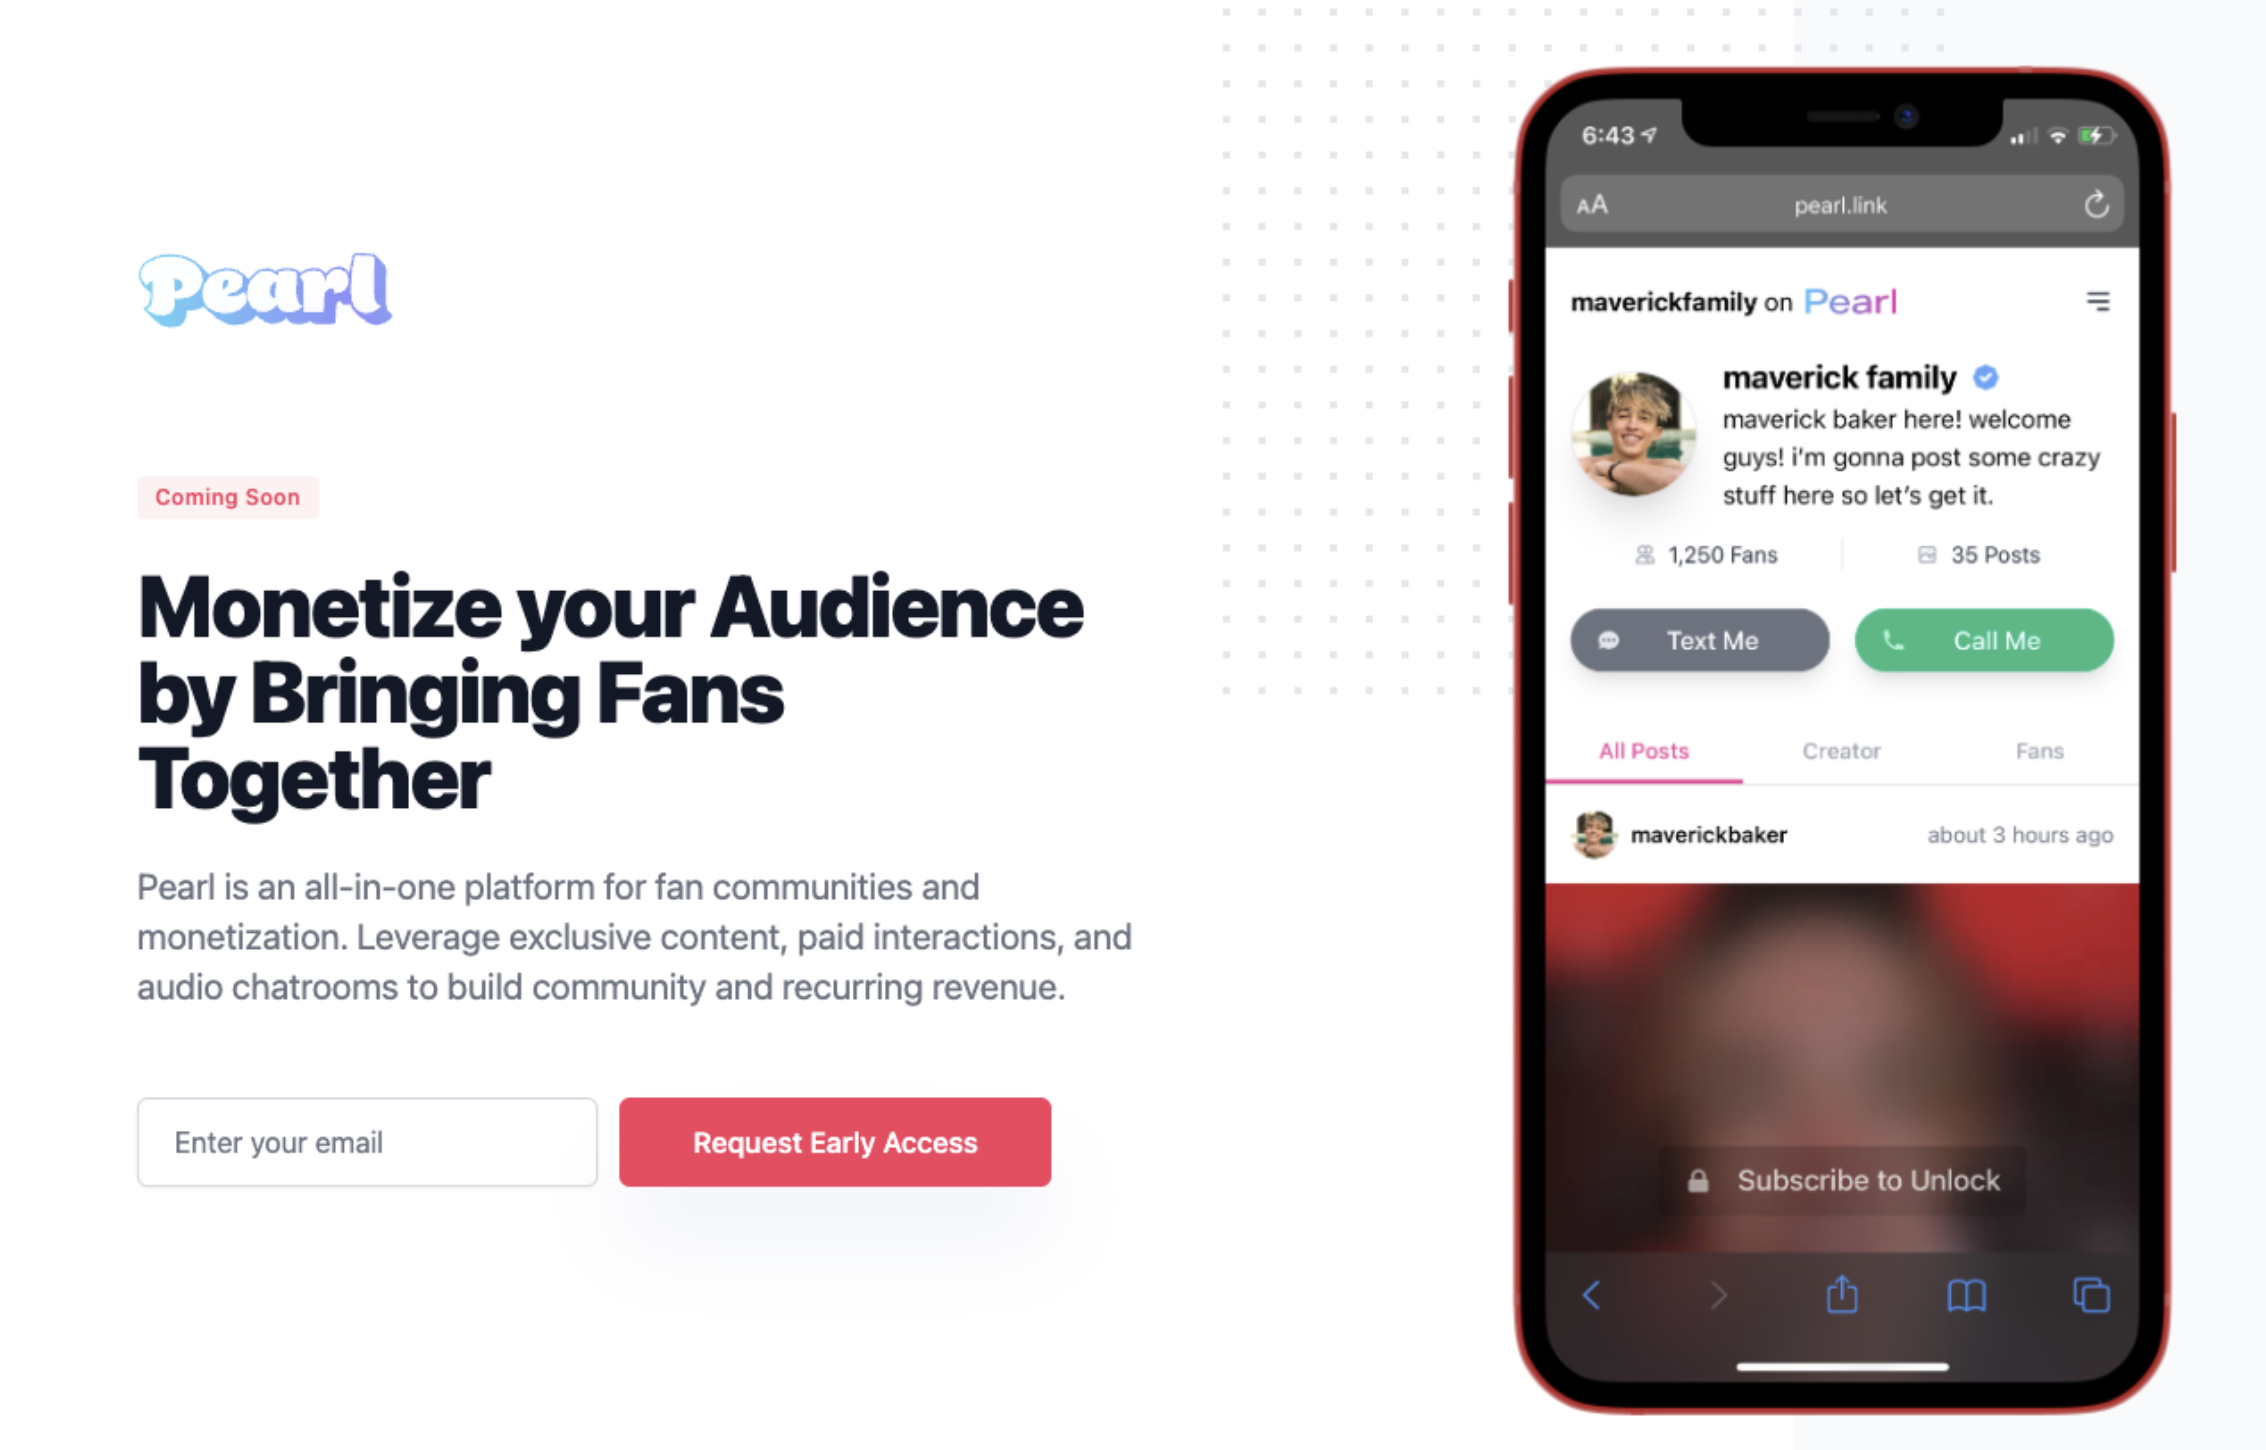 Pearl
Coming Soon
Monetize your Audience
by Bringing Fans
Together
Pearl is an all-in-one platform for fan communities and
monetization. Leverage exclusive content, paid interactions, and
audio chatrooms to build community and recurring revenue.
Enter your email
Request Early Access
6:43
AA
pearl.link
maverickfamily on Pearl
maverick family
maverick baker here! welcome
guys! i'm gonna post some crazy
stuff here so let's get it.
1,250 Fans
35 Posts
Text Me
Call Me
All Posts
Creator
Fans
maverickbaker
about 3 hours ago
Subscribe to Unlock